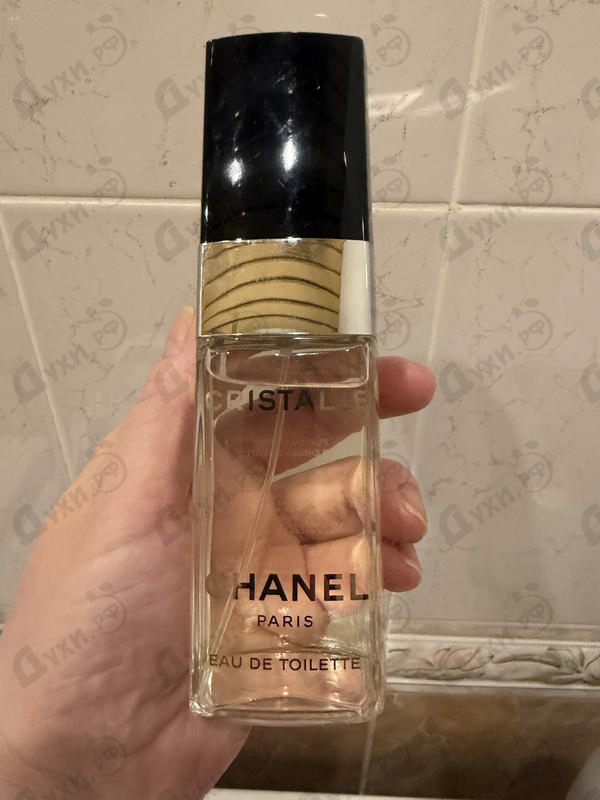 CRISTALLE
CHANEL
PARIS
EAU DE TOILETTE
Духи.РФ